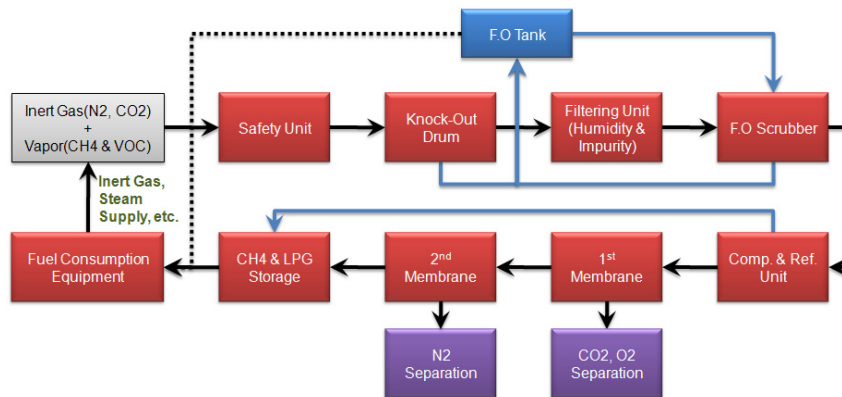 F.O Tank
Inert Gas(N2, CO2)
+
Vapor(CH4 & VOC)
Safety Unit
Knock-Out
Drum
Filtering Unit
(Humidity &
Impurity)
F.O Scrubber
Inert Gas,
Steam
Supply, etc.
Fuel Consumption
Equipment
CH4 & LPG
Storage
2nd
Membrane
1st
Membrane
Comp. & Ref.
Unit
N2
Separation
CO2, O2
Separation